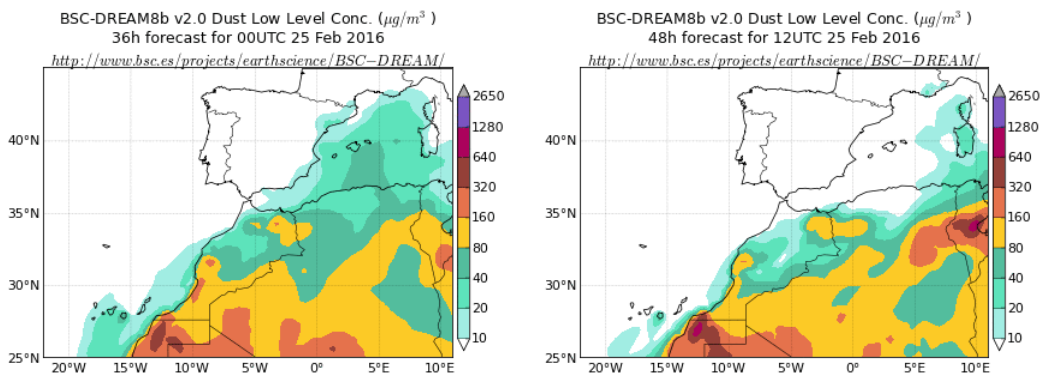 BSC-DREAM8b v2.0 Dust Low Level Conc. (μg/m³ )
36h forecast for 00UTC 25 Feb 2016
http://www.bsc.es/projects/earthscience/BSC−DREAM/
2650
1280
640
320
160
80
40
20
10
40°N
35°N
30°N
25°N
20°W
15°W
10°W
5°W
0°
5°E
10°E
BSC-DREAM8b v2.0 Dust Low Level Conc. (μg/m³ )
48h forecast for 12UTC 25 Feb 2016
http://www.bsc.es/projects/earthscience/BSC−DREAM/
2650
1280
640
320
160
80
40
20
10
40°N
35°N
30°N
25°N
20°W
15°W
10°W
5°W
0°
5°E
10°E